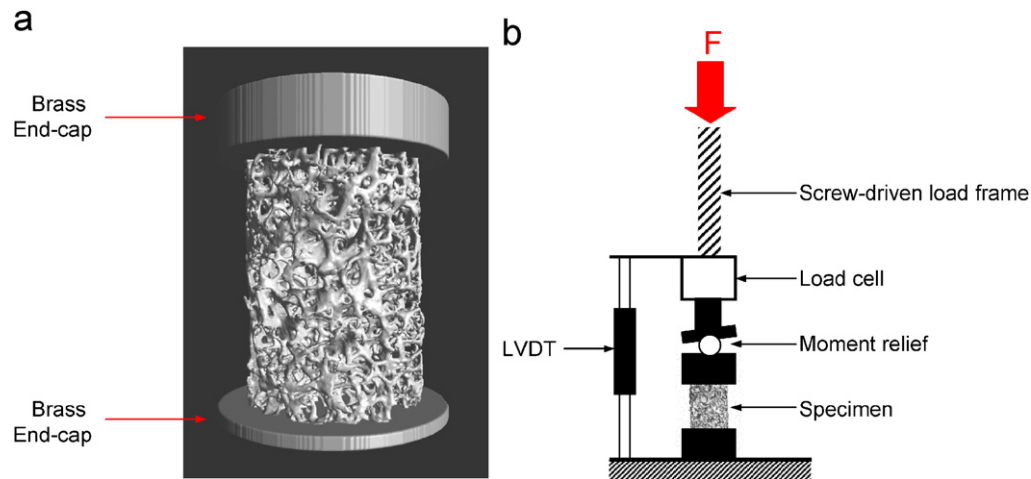 a
Brass
End-cap
Brass
End-cap
b
F
Screw-driven load frame
Load cell
LVDT
Moment relief
Specimen